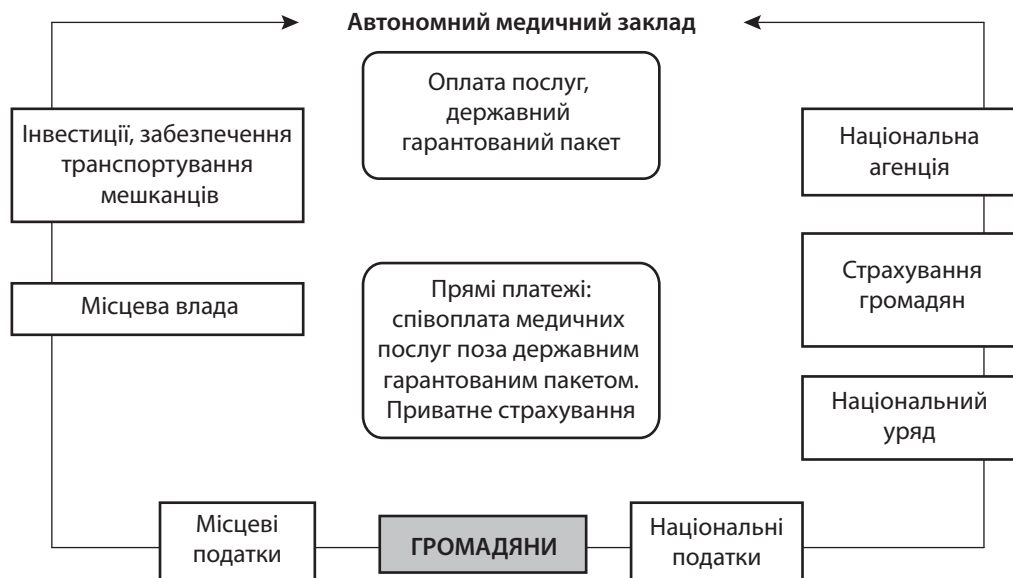 Автономний медичний заклад
Оплата послуг,
державний
гарантований пакет
Інвестиції, забезпечення
транспортування
мешканців
Національна
агенція
Місцева влада
Прямі платежі:
співоплата медичних
послуг поза державним
гарантованим пакетом.
Приватне страхування
Страхування
громадян
Національний
уряд
Місцеві
податки
ГРОМАДЯНИ
Національні
податки